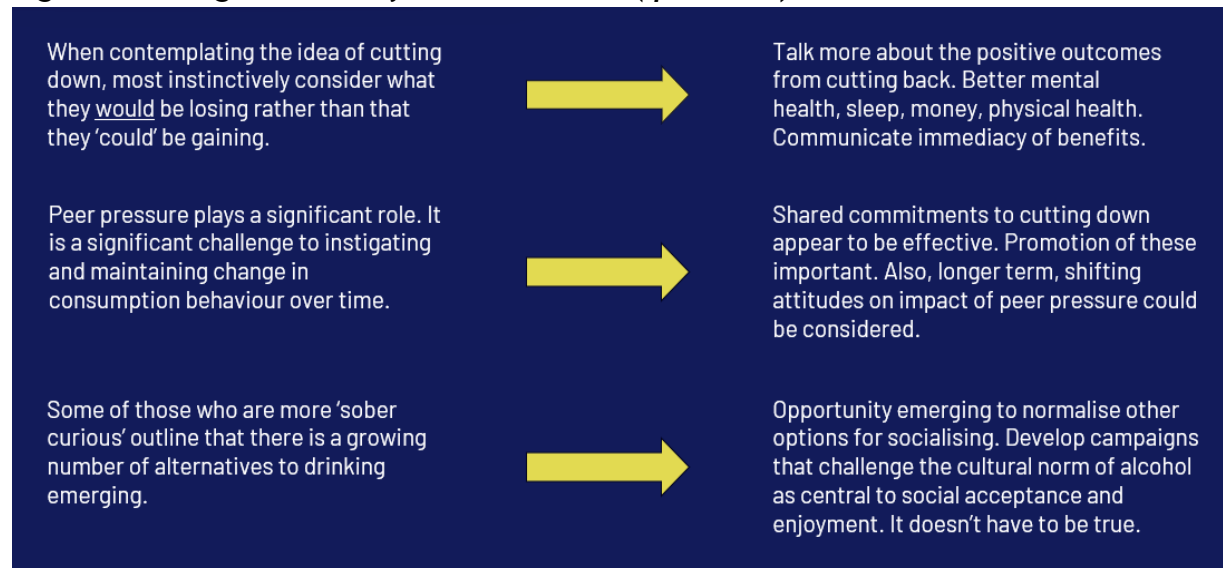 When contemplating the idea of cutting
down, most instinctively consider what
they would be losing rather than that
they ‘could’ be gaining.
Talk more about the positive outcomes
from cutting back. Better mental
health, sleep, money, physical health.
Communicate immediacy of benefits.
Peer pressure plays a significant role. It
is a significant challenge to instigating
and maintaining change in
consumption behaviour over time.
Shared commitments to cutting down
appear to be effective. Promotion of these
important. Also, longer term, shifting
attitudes on impact of peer pressure could
be considered.
Some of those who are more ‘sober
curious’ outline that there is a growing
number of alternatives to drinking
emerging.
Opportunity emerging to normalise other
options for socialising. Develop campaigns
that challenge the cultural norm of alcohol
as central to social acceptance and
enjoyment. It doesn’t have to be true.